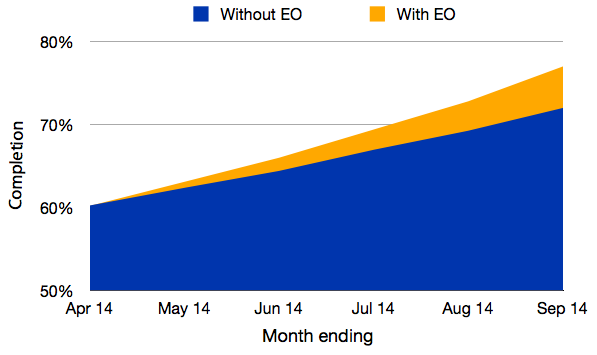 Without EO
With EO
80%
70%
60%
50%
Completion
Apr 14
May 14
Jun 14
Jul 14
Aug 14
Sep 14
Month ending